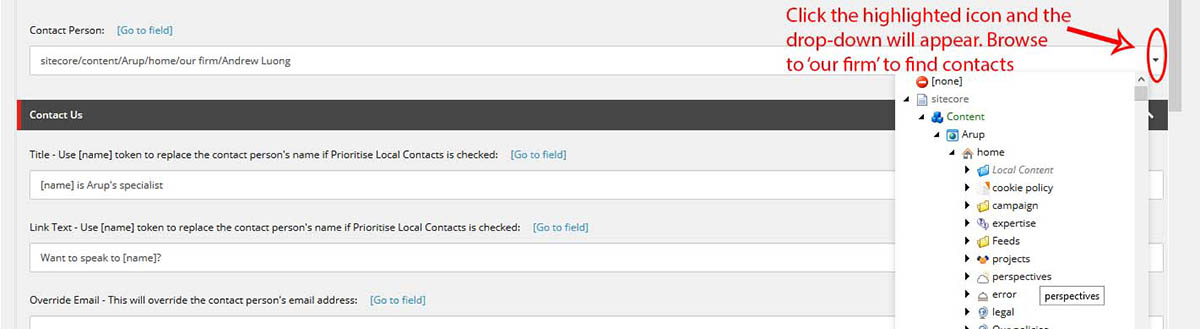 Contact Person: [Go to field]
sitecore/content/Arup/home/our firm/Andrew Luong
Click the highlighted icon and the
drop-down will appear. Browse
to ‘our firm’ to find contacts
Contact Us
Title - Use [name] token to replace the contact person's name if Prioritise Local Contacts is checked: [Go to field]
[name] is Arup's specialist
Link Text - Use [name] token to replace the contact person's name if Prioritise Local Contacts is checked: [Go to field]
Want to speak to [name]?
Override Email - This will override the contact person's email address: [Go to field]
[none]
sitecore
Content
Arup
home
Local Content
cookie policy
campaign
expertise
Feeds
projects
perspectives
error
perspectives
legal
Our policies